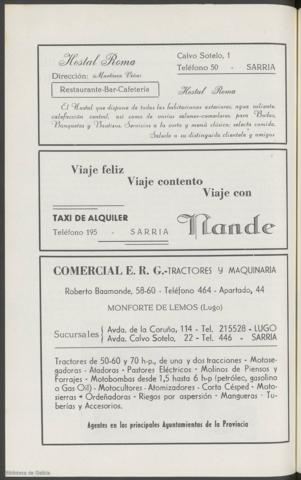 Hostal Roma
Dirección: Martínez Viñas
Restaurante-Bar-Cafetería
Calvo Sotelo, 1
Teléfono 50 - SARRIA
Hostal Roma
El Hostal que dispone de todas las habitaciones exteriores, agua caliente,
calefacción central, así como de varios salones-comedores para Bodas,
Banquetes y Bautizos. Servicios a la carta y menú clásico: selecta comida.
Saluda a su distinguida clientela y amigos
Viaje feliz
Viaje contento
Viaje con
TAXI DE ALQUILER
Teléfono 195 - SARRIA
Nande
COMERCIAL E. R. G.-TRACTORES Y MAQUINARIA
Roberto Baamonde, 58-60 - Teléfono 464 - Apartado, 44
MONFORTE DE LEMOS (Lugo)
Sucursales
Avda. de la Coruña, 114 - Tel. 215528 - LUGO
Avda. Calvo Sotelo, 22 - Tel. 446 - SARRIA
Tractores de 50-60 y 70 h-p., de una y dos tracciones - Motose-
gadoras - Atadoras - Pastores Eléctricos - Molinos de Piensos y
Forrajes - Motobombas desde 1,5 hasta 6 h-p (petróleo, gasolina
o Gas Oil) - Motocultores - Atomizadores - Corta Césped - Moto-
sierras - Ordeñadoras - Riegos por aspersión - Mangueras - Tu-
berías y Accesorios.
Agentes en los principales Ayuntamientos de la Provincia
Biblioteca de Galicia